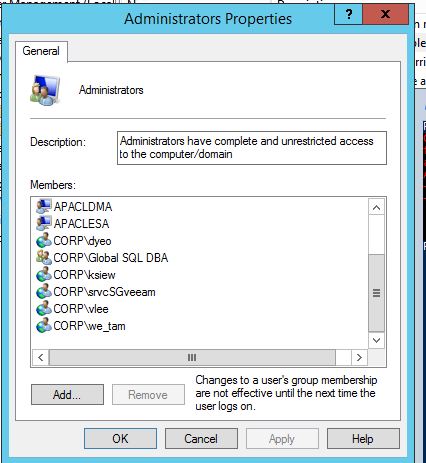 Administrators Properties
?
x
General
Administrators
Description:
Administrators have complete and unrestricted access
to the computer/domain
Members:
APACLDMA
APACLESA
CORP\dyeo
CORP\Global SQL DBA
CORP\ksiew
CORP\srvcSGveeam
CORP\vlee
CORP\we_tam
Add...
Remove
Changes to a user's group membership
are not effective until the next time the
user logs on.
OK
Cancel
Apply
Help